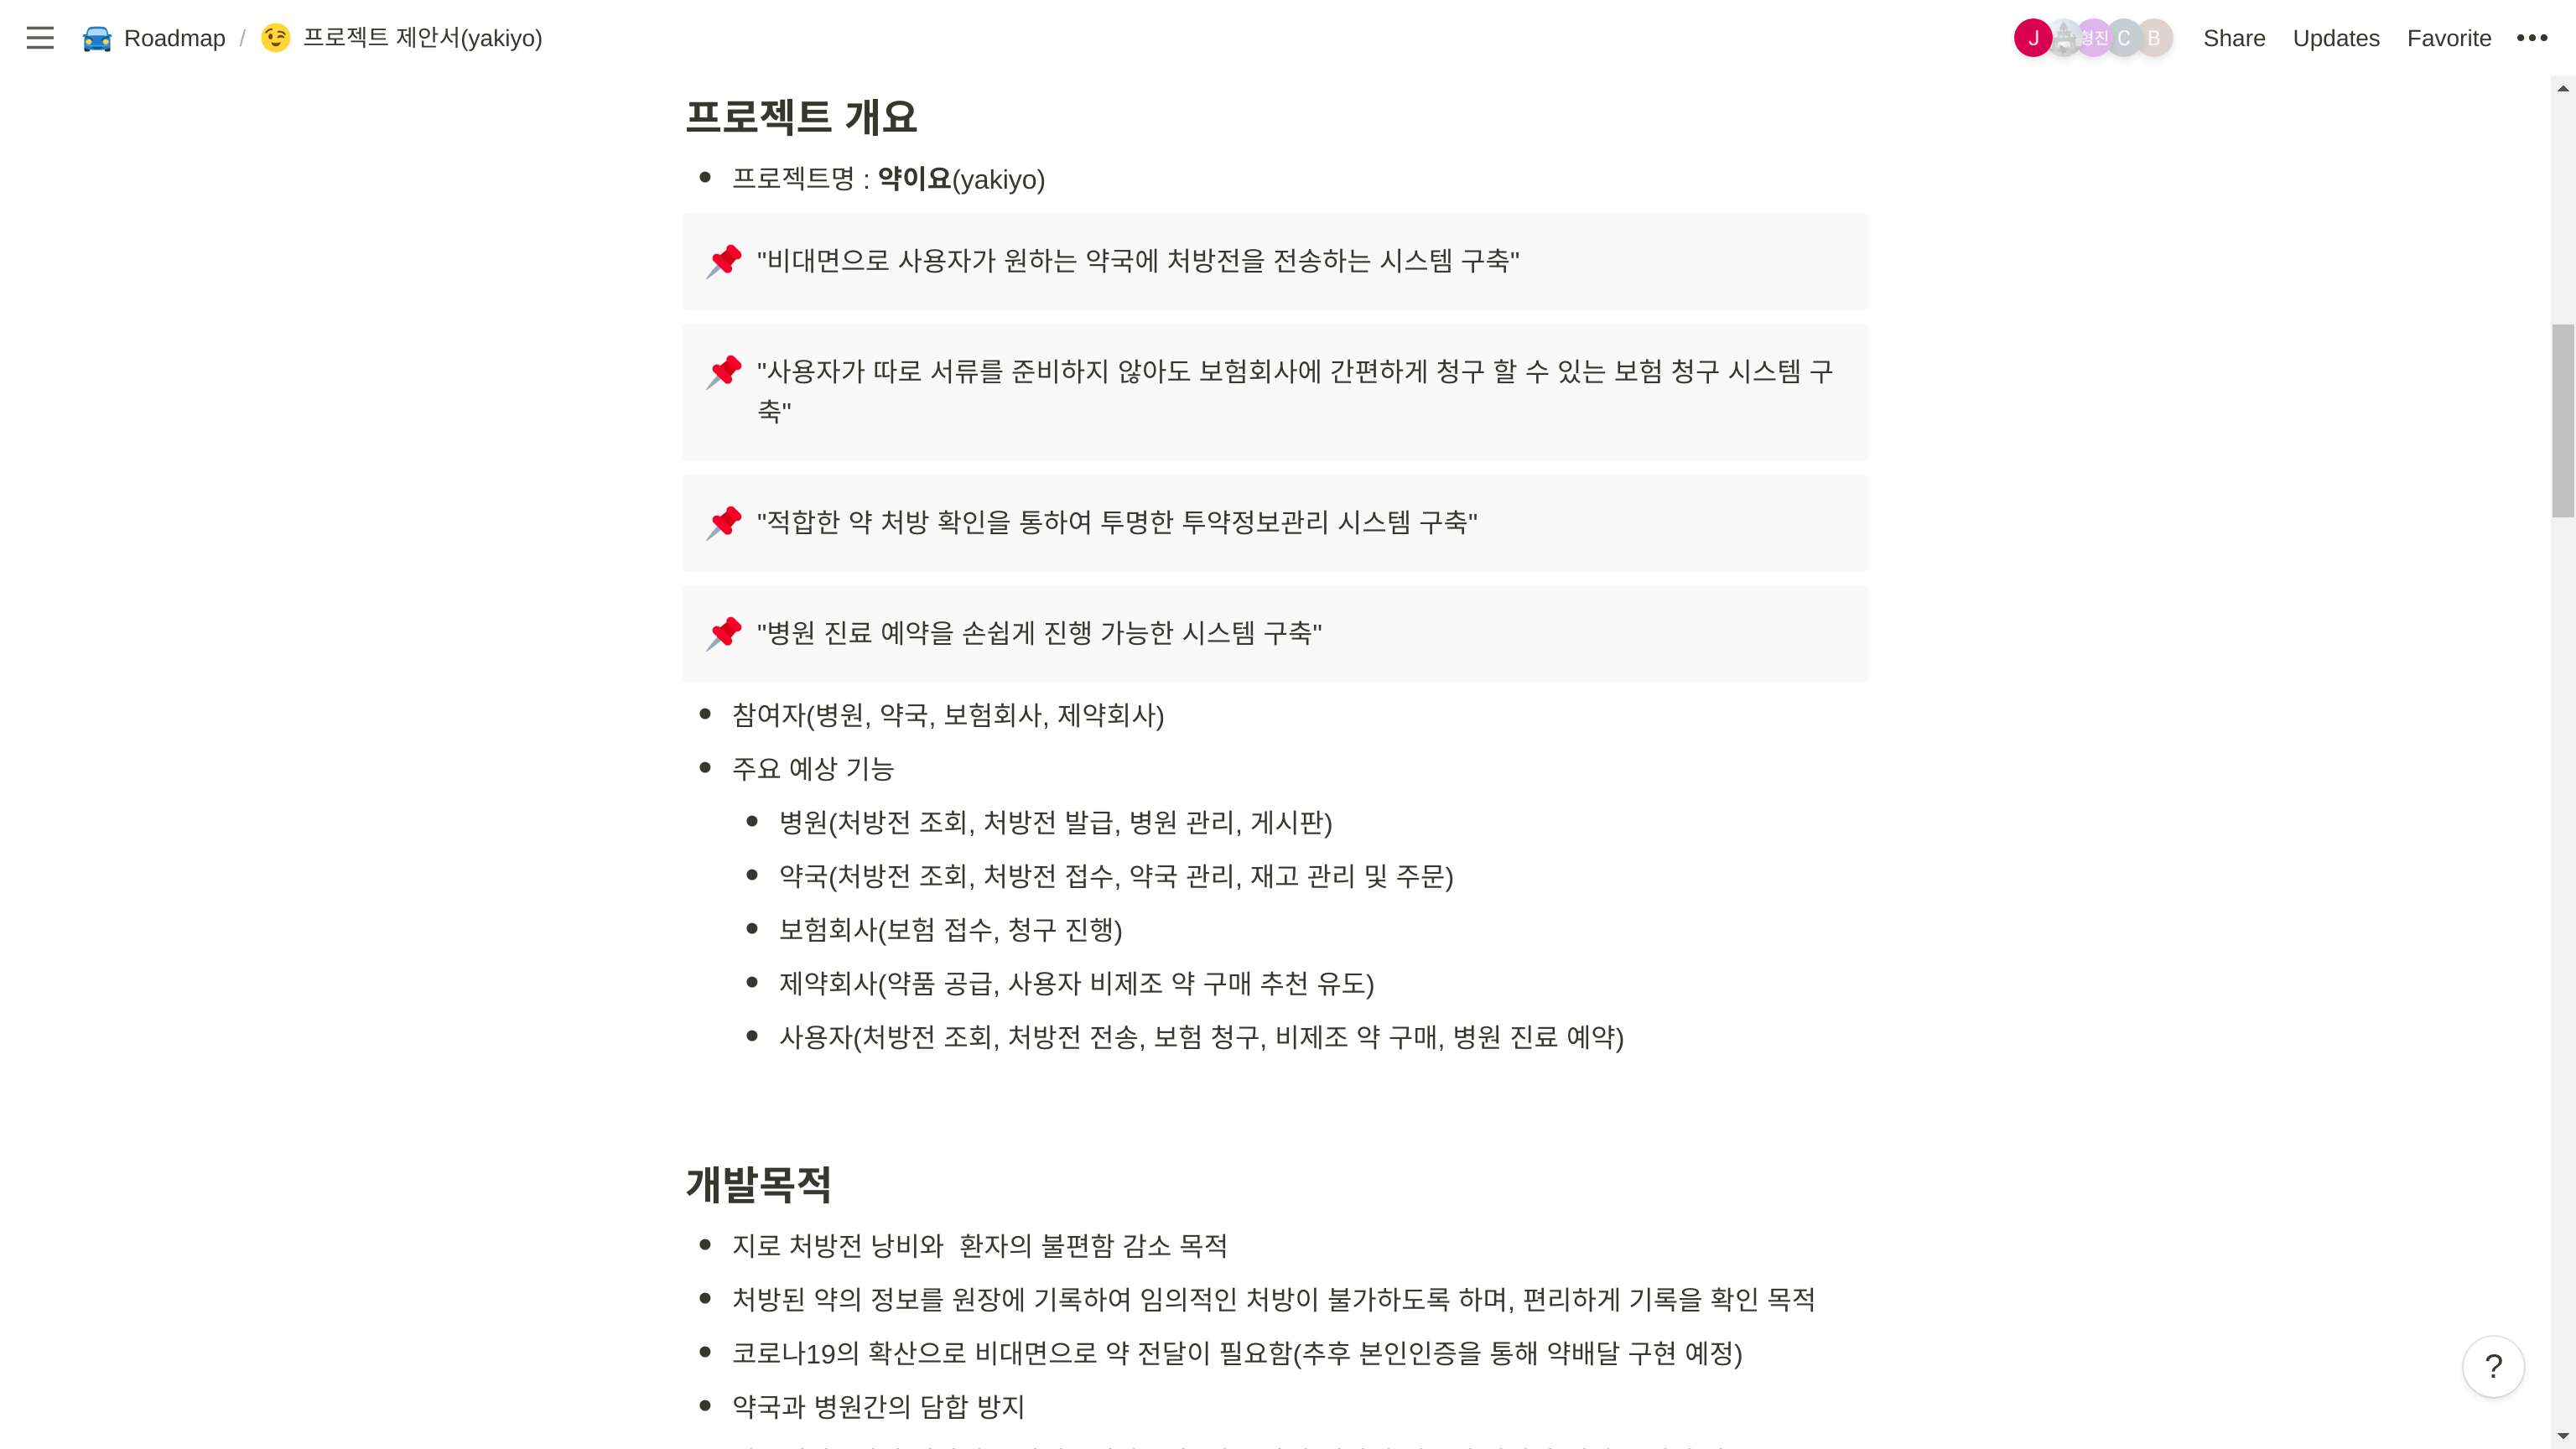 Roadmap / 프로젝트 제안서(yakiyo)
J 형진 C B Share Updates Favorite
프로젝트 개요
프로젝트명 : 약이요(yakiyo)
"비대면으로 사용자가 원하는 약국에 처방전을 전송하는 시스템 구축"
"사용자가 따로 서류를 준비하지 않아도 보험회사에 간편하게 청구 할 수 있는 보험 청구 시스템 구
축"
"적합한 약 처방 확인을 통하여 투명한 투약정보관리 시스템 구축"
"병원 진료 예약을 손쉽게 진행 가능한 시스템 구축"
참여자(병원, 약국, 보험회사, 제약회사)
주요 예상 기능
병원(처방전 조회, 처방전 발급, 병원 관리, 게시판)
약국(처방전 조회, 처방전 접수, 약국 관리, 재고 관리 및 주문)
보험회사(보험 접수, 청구 진행)
제약회사(약품 공급, 사용자 비제조 약 구매 추천 유도)
사용자(처방전 조회, 처방전 전송, 보험 청구, 비제조 약 구매, 병원 진료 예약)
개발목적
지로 처방전 낭비와  환자의 불편함 감소 목적
처방된 약의 정보를 원장에 기록하여 임의적인 처방이 불가하도록 하며, 편리하게 기록을 확인 목적
코로나19의 확산으로 비대면으로 약 전달이 필요함(추후 본인인증을 통해 약배달 구현 예정)
약국과 병원간의 담합 방지
?